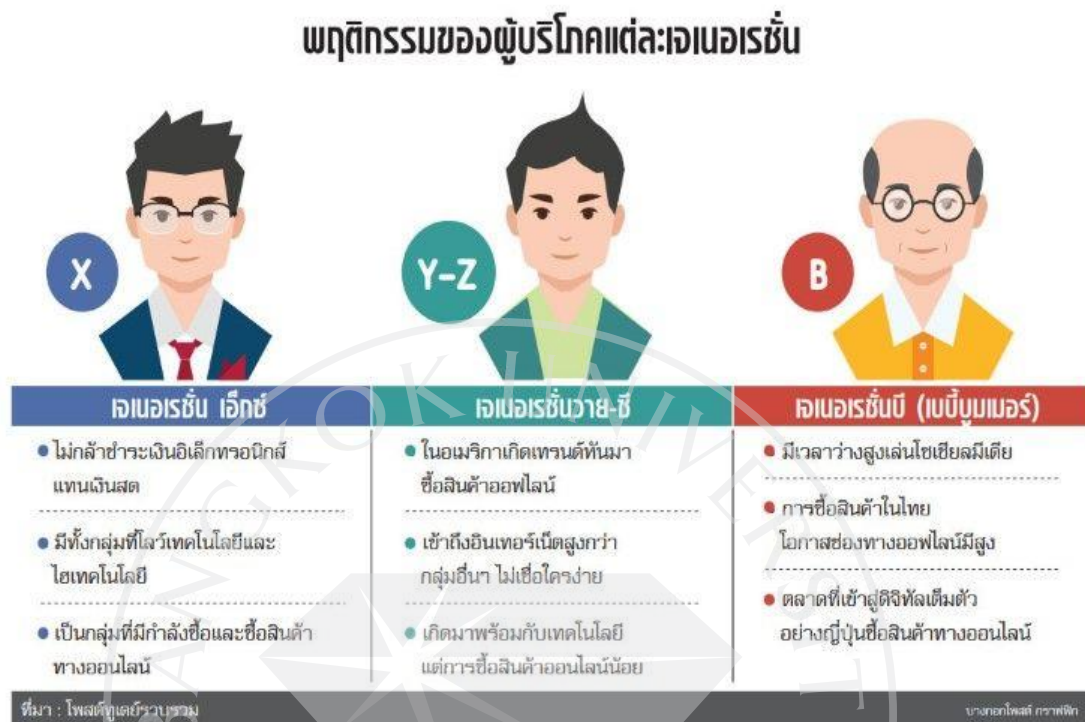 พฤติกรรมของผู้บริโภคแต่ละเจเนอเรชั่น
X
Y-Z
B
เจเนอเรชั่น เอ็กซ์
ไม่กล้าชำระเงินอิเล็กทรอนิกส์
แทนเงินสด
มีทั้งกลุ่มที่โลว์เทคโนโลยีและ
ไฮเทคโนโลยี
เป็นกลุ่มที่มีกำลังซื้อและซื้อสินค้า
ทางออนไลน์
เจเนอเรชั่นวาย-ซี
ในอเมริกาเกิดเทรนด์หันมา
ซื้อสินค้าออฟไลน์
เข้าถึงอินเทอร์เน็ตสูงกว่า
กลุ่มอื่นๆ ไม่เชื่อใครง่าย
เกิดมาพร้อมกับเทคโนโลยี
แต่การซื้อสินค้าออนไลน์น้อย
เจเนอเรชั่นบี (เบบี้บูมเมอร์)
มีเวลาว่างสูงเล่นโซเชียลมีเดีย
การซื้อสินค้าในไทย
โอกาสช่องทางออฟไลน์มีสูง
ตลาดที่เข้าสู่ดิจิทัลเต็มตัว
อย่างญี่ปุ่นซื้อสินค้าทางออนไลน์
ที่มา : โพสต์ทูเดย์รวบรวม
บางกอกโพสต์ กราฟฟิก